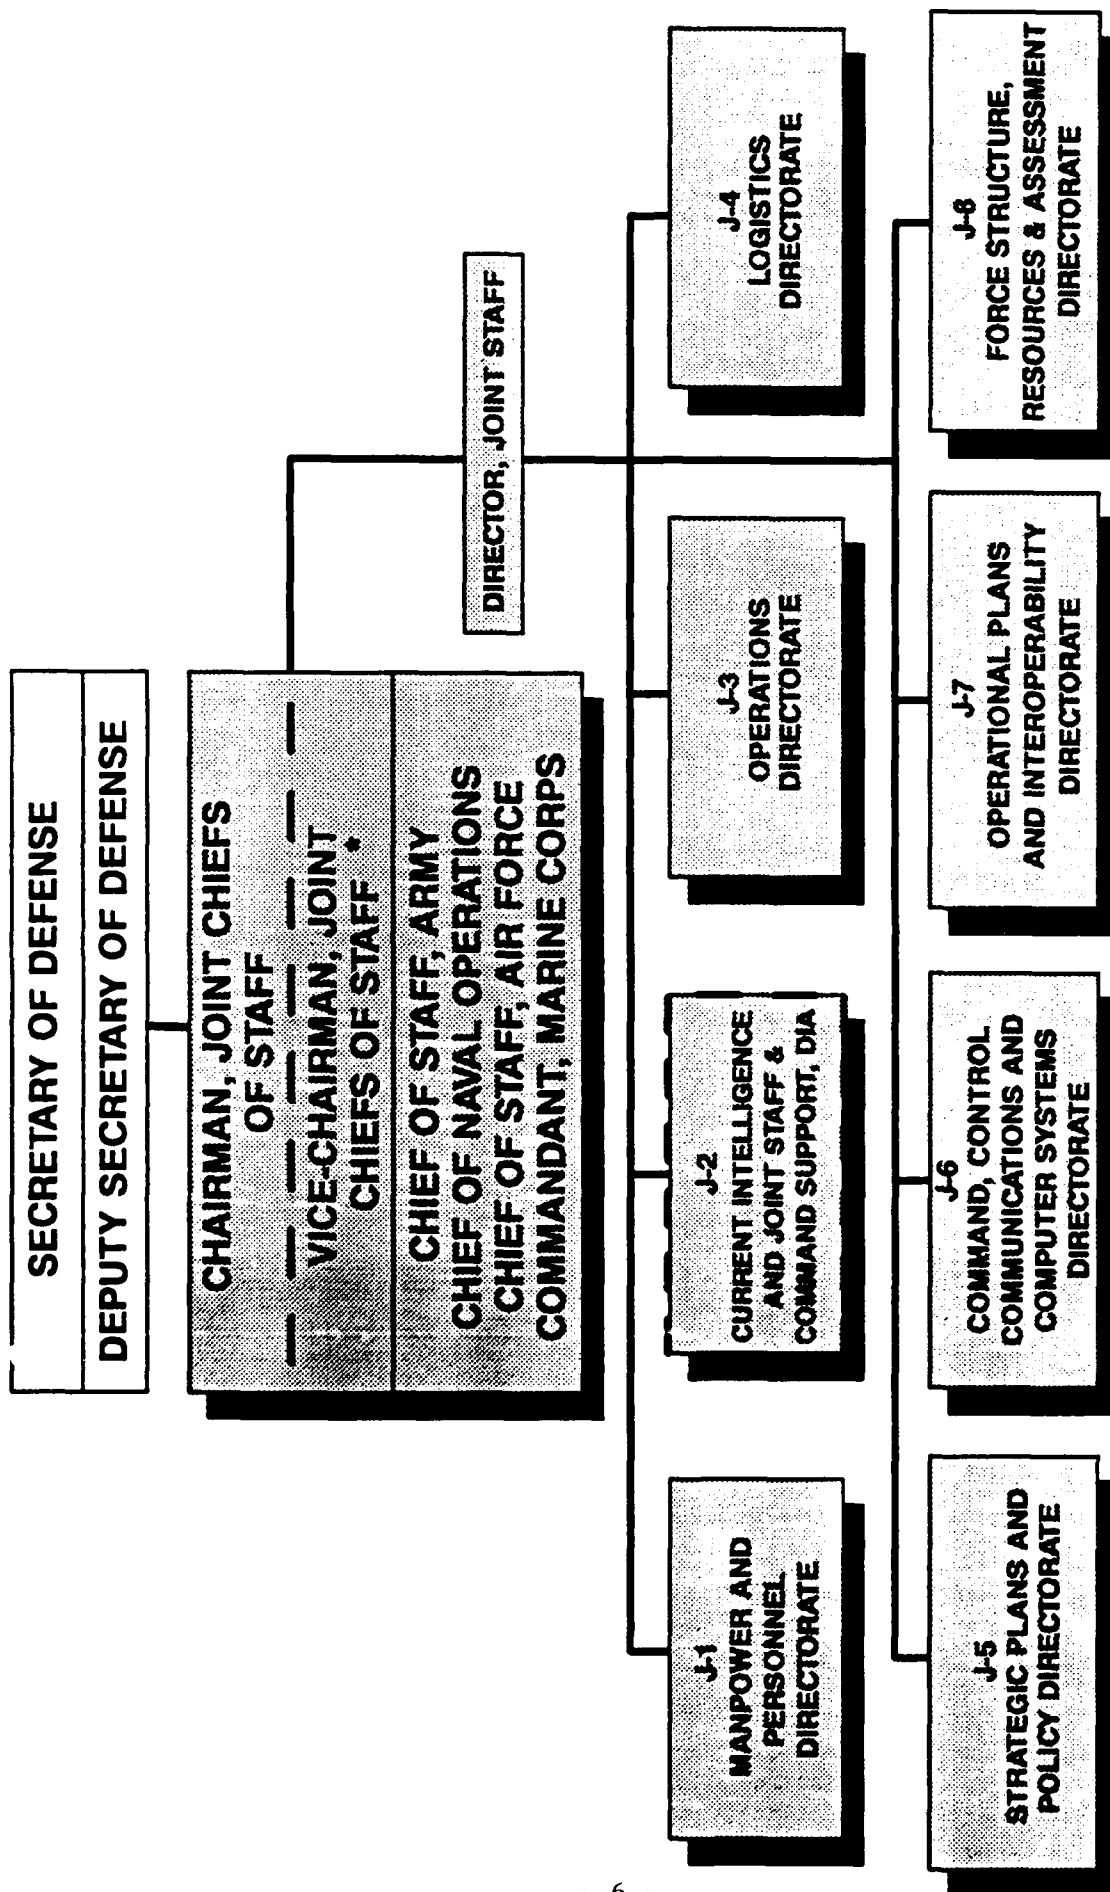 SECRETARY OF DEFENSE
DEPUTY SECRETARY OF DEFENSE
CHAIRMAN, JOINT CHIEFS
OF STAFF
VICE-CHAIRMAN, JOINT
CHIEFS OF STAFF *
CHIEF OF STAFF, ARMY
CHIEF OF NAVAL OPERATIONS
CHIEF OF STAFF, AIR FORCE
COMMANDANT, MARINE CORPS
DIRECTOR, JOINT STAFF
J-1
MANPOWER AND
PERSONNEL
DIRECTORATE
J-2
CURRENT INTELLIGENCE
AND JOINT STAFF &
COMMAND SUPPORT, DIA
J-3
OPERATIONS
DIRECTORATE
J-4
LOGISTICS
DIRECTORATE
J-5
STRATEGIC PLANS AND
POLICY DIRECTORATE
J-6
COMMAND, CONTROL
COMMUNICATIONS AND
COMPUTER SYSTEMS
DIRECTORATE
J-7
OPERATIONAL PLANS
AND INTEROPERABILITY
DIRECTORATE
J-8
FORCE STRUCTURE,
RESOURCES & ASSESSMENT
DIRECTORATE